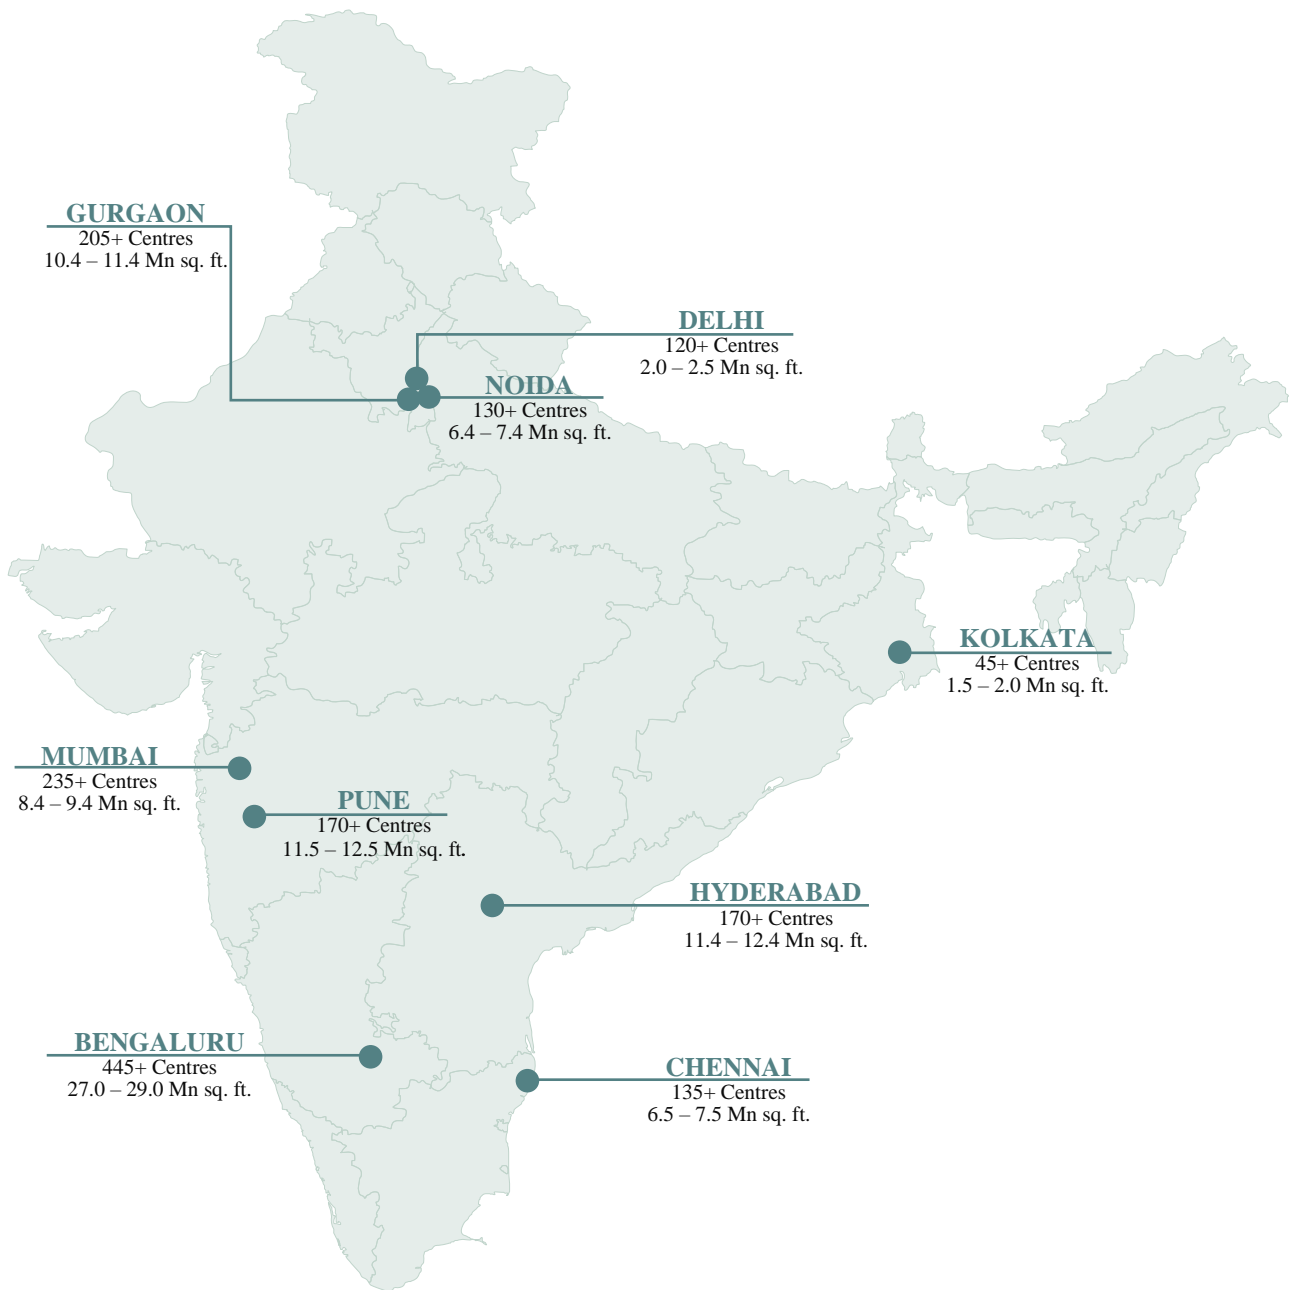 GURGAON
205+ Centres
10.4 – 11.4 Mn sq. ft.
DELHI
120+ Centres
2.0 – 2.5 Mn sq. ft.
NOIDA
130+ Centres
6.4 – 7.4 Mn sq. ft.
KOLKATA
45+ Centres
1.5 – 2.0 Mn sq. ft.
MUMBAI
235+ Centres
8.4 – 9.4 Mn sq. ft.
PUNE
170+ Centres
11.5 – 12.5 Mn sq. ft.
HYDERABAD
170+ Centres
11.4 – 12.4 Mn sq. ft.
BENGALURU
445+ Centres
27.0 – 29.0 Mn sq. ft.
CHENNAI
135+ Centres
6.5 – 7.5 Mn sq. ft.